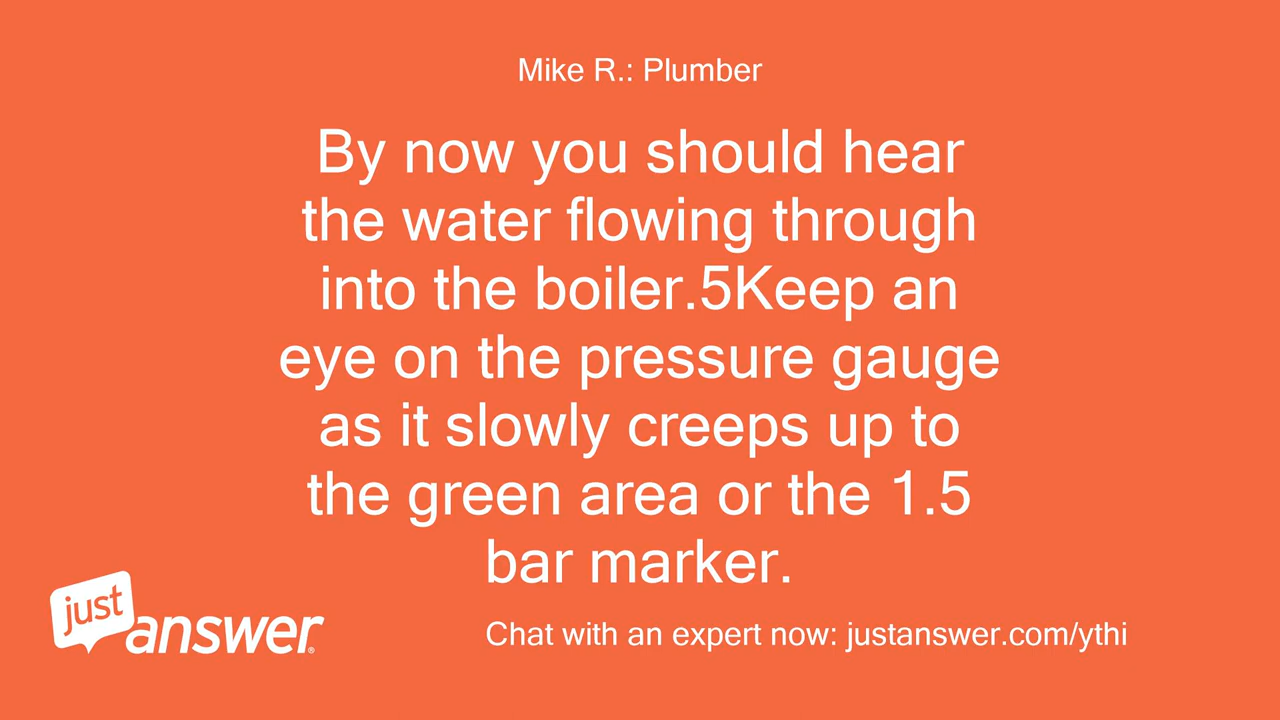 Mike R.: Plumber
By now you should hear
the water flowing through
into the boiler.5Keep an
eye on the pressure gauge
as it slowly creeps up to
the green area or the 1.5
bar marker.
just
answer®
Chat with an expert now: justanswer.com/ythi